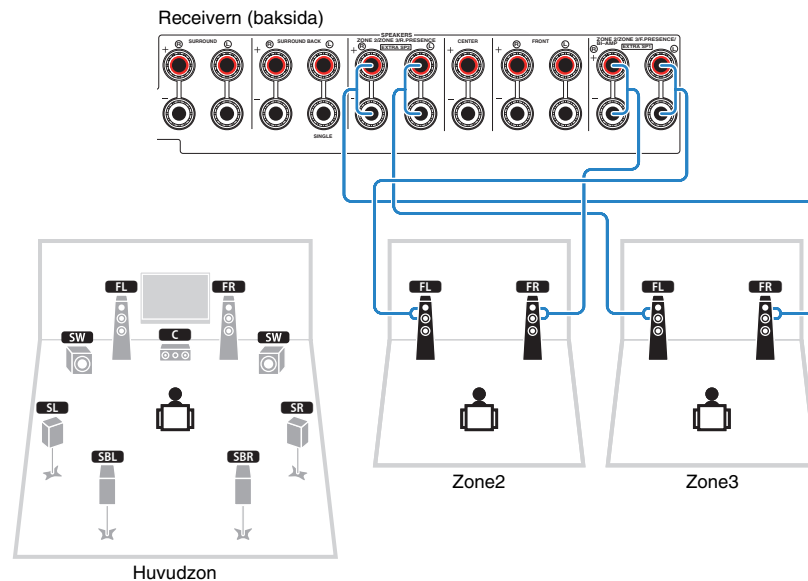 Receivern (baksida)
SPEAKERS
SURROUND
SURROUND BACK
ZONE 2/ZONE 3/R.PRESENCE
EXTRA SP2
CENTER
FRONT
ZONE 2/ZONE 3/F.PRESENCE/
BI-AMP
EXTRA SP1
R L R L R L R L R L
+ + + + + +
- - - - - -
SINGLE
FL FR
SW C SW
SL SR
SBL SBR
Huvudzon
FL FR
Zone2
FL FR
Zone3